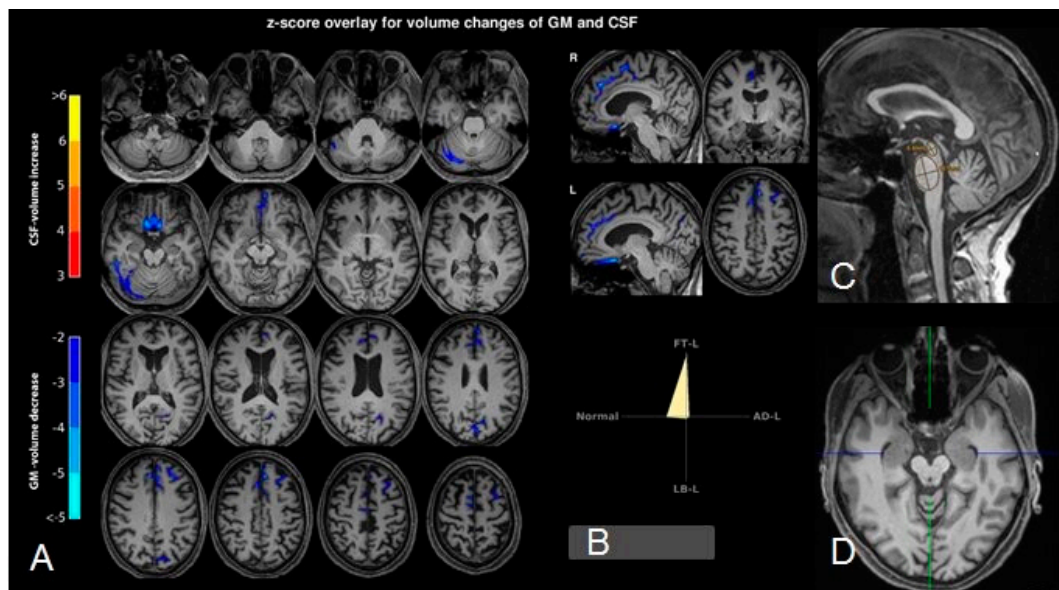 z-score overlay for volume changes of GM and CSF
CSF-volume increase
>6
6
5
4
3
GM -volume decrease
-2
-3
-4
-5
<-5
A
R
L
FT-L
Normal
AD-L
LB-L
B
C
D